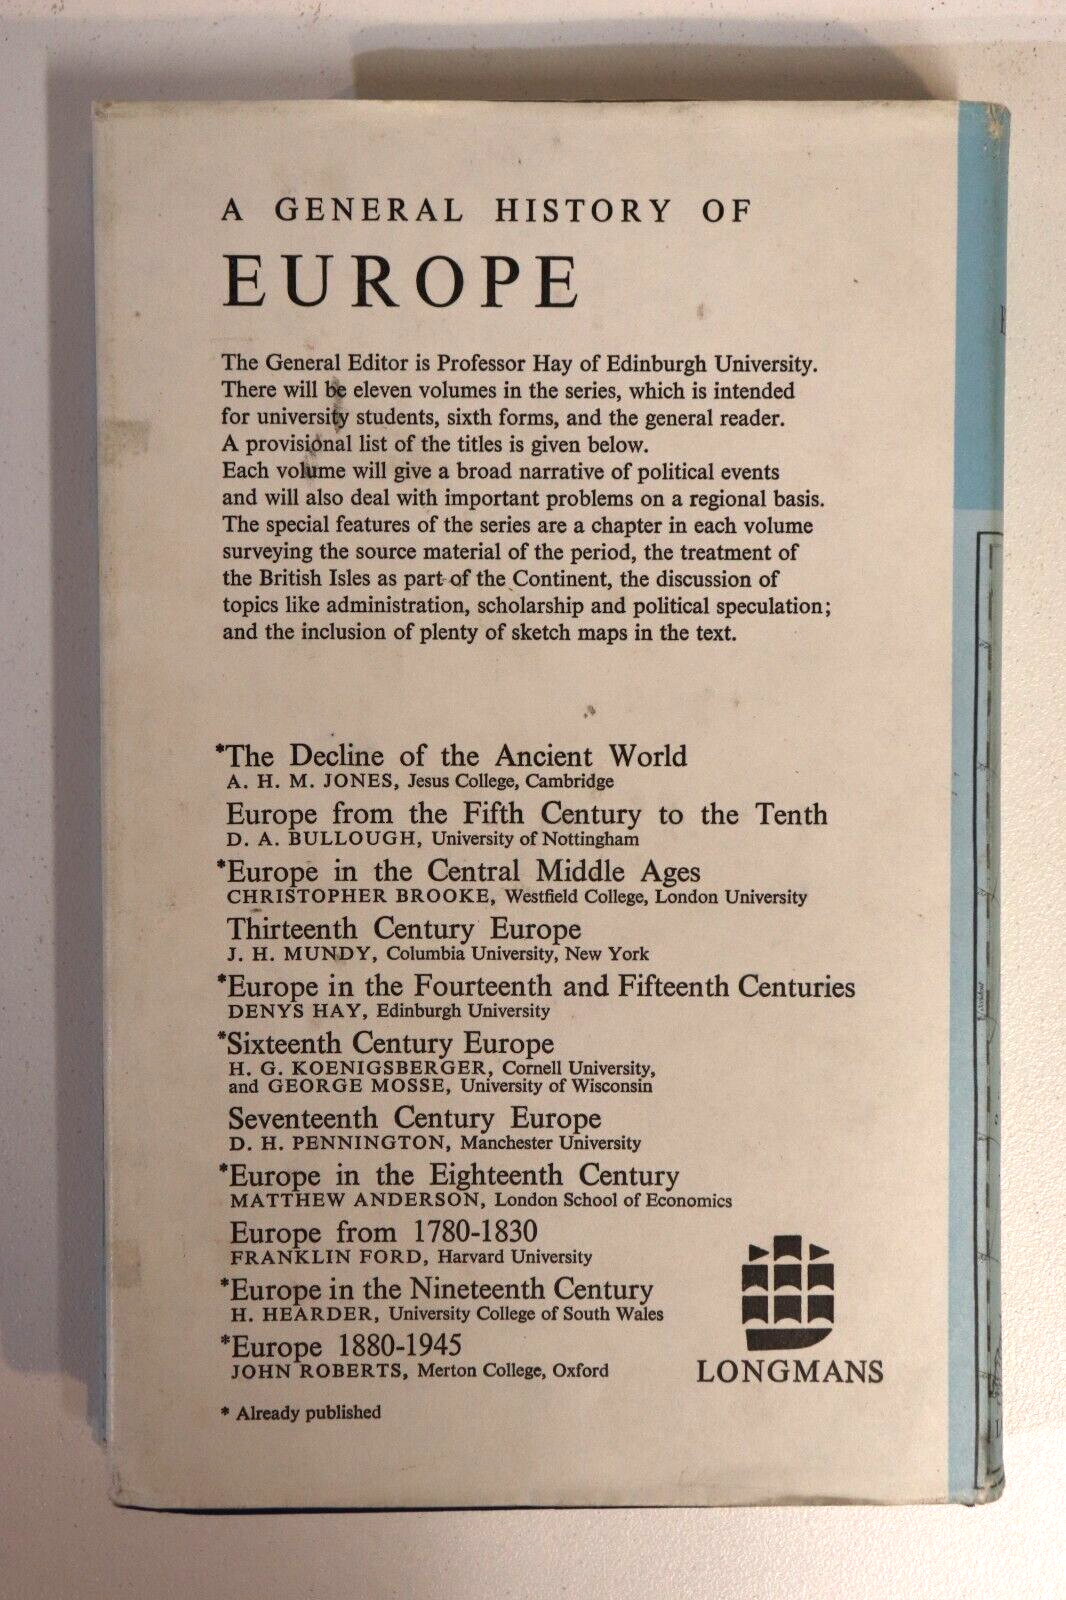 A GENERAL HISTORY OF
EUROPE
The General Editor is Professor Hay of Edinburgh University.
There will be eleven volumes in the series, which is intended
for university students, sixth forms, and the general reader.
A provisional list of the titles is given below.
Each volume will give a broad narrative of political events
and will also deal with important problems on a regional basis.
The special features of the series are a chapter in each volume
surveying the source material of the period, the treatment of
the British Isles as part of the Continent, the discussion of
topics like administration, scholarship and political speculation;
and the inclusion of plenty of sketch maps in the text.
*The Decline of the Ancient World
A. H. M. JONES, Jesus College, Cambridge
Europe from the Fifth Century to the Tenth
D. A. BULLOUGH, University of Nottingham
*Europe in the Central Middle Ages
CHRISTOPHER BROOKE, Westfield College, London University
Thirteenth Century Europe
J. H. MUNDY, Columbia University, New York
*Europe in the Fourteenth and Fifteenth Centuries
DENYS HAY, Edinburgh University
*Sixteenth Century Europe
H. G. KOENIGSBERGER, Cornell University,
and GEORGE MOSSE, University of Wisconsin
Seventeenth Century Europe
D. H. PENNINGTON, Manchester University
*Europe in the Eighteenth Century
MATTHEW ANDERSON, London School of Economics
Europe from 1780-1830
FRANKLIN FORD, Harvard University
*Europe in the Nineteenth Century
H. HEARDER, University College of South Wales
*Europe 1880-1945
JOHN ROBERTS, Merton College, Oxford
* Already published
LONGMANS